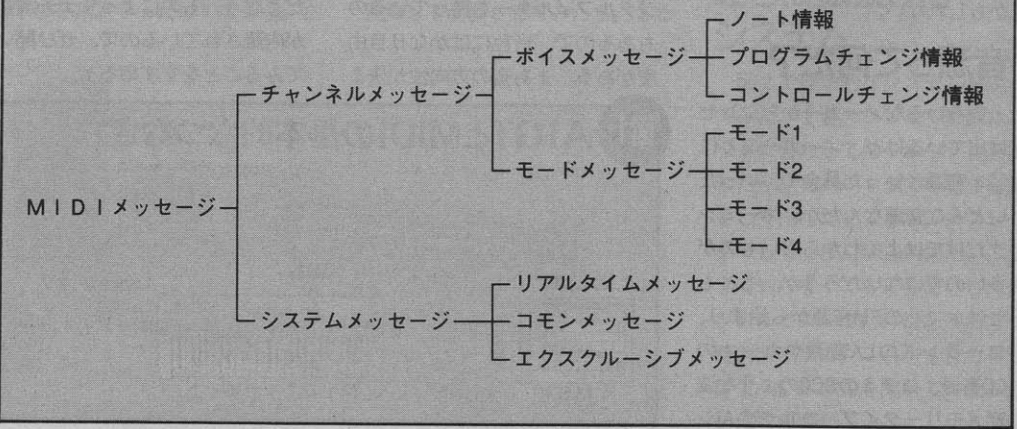 ノート情報
ボイスメッセージ
プログラムチェンジ情報
チャンネルメッセージ
コントロールチェンジ情報
モード1
モードメッセージ
モード2
モード3
MIDIメッセージ
モード4
リアルタイムメッセージ
システムメッセージ
コモンメッセージ
エクスクルーシブメッセージ